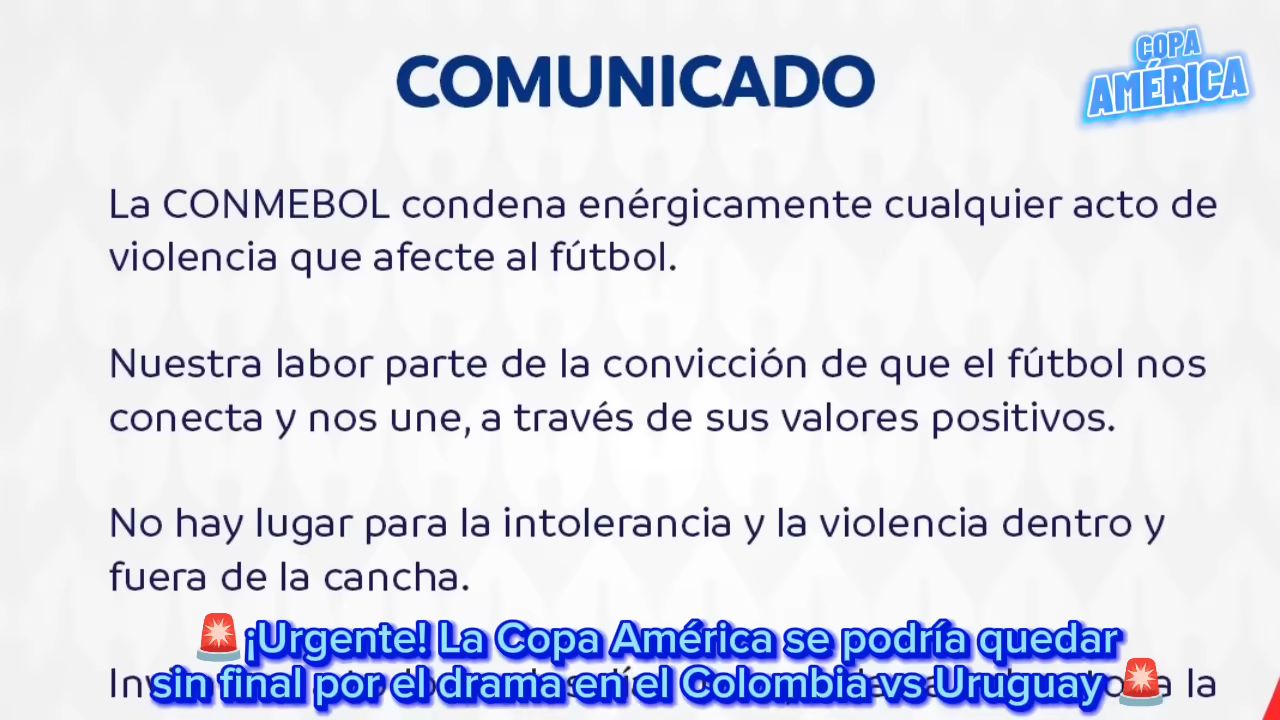 COMUNICADO
COPA
AMÉRICA
La CONMEBOL condena enérgicamente cualquier acto de
violencia que afecte al fútbol.
Nuestra labor parte de la convicción de que el fútbol nos
conecta y nos une, a través de sus valores positivos.
No hay lugar para la intolerancia y la violencia dentro y
fuera de la cancha.
🚨¡Urgente! La Copa América se podría quedar
sin final por el drama en el Colombia vs Uruguay🚨
la